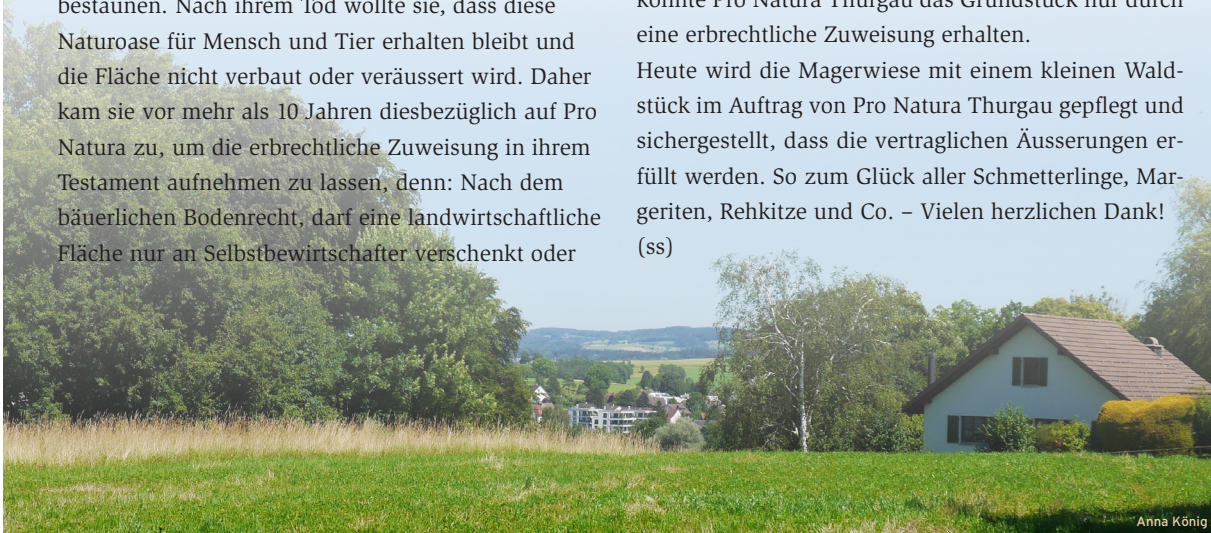 bestaunen. Nach ihrem Tod wollte sie, dass diese
Naturoase für Mensch und Tier erhalten bleibt und
die Fläche nicht verbaut oder veräussert wird. Daher
kam sie vor mehr als 10 Jahren diesbezüglich auf Pro
Natura zu, um die erbrechtliche Zuweisung in ihrem
Testament aufnehmen zu lassen, denn: Nach dem
bäuerlichen Bodenrecht, darf eine landwirtschaftliche
Fläche nur an Selbstbewirtschafter verschenkt oder
konnte Pro Natura Thurgau das Grundstück nur durch
eine erbrechtliche Zuweisung erhalten.
Heute wird die Magerwiese mit einem kleinen Wald-
stück im Auftrag von Pro Natura Thurgau gepflegt und
sichergestellt, dass die vertraglichen Äusserungen er-
füllt werden. So zum Glück aller Schmetterlinge, Mar-
geriten, Rehkitze und Co. – Vielen herzlichen Dank!
(ss)
Anna König